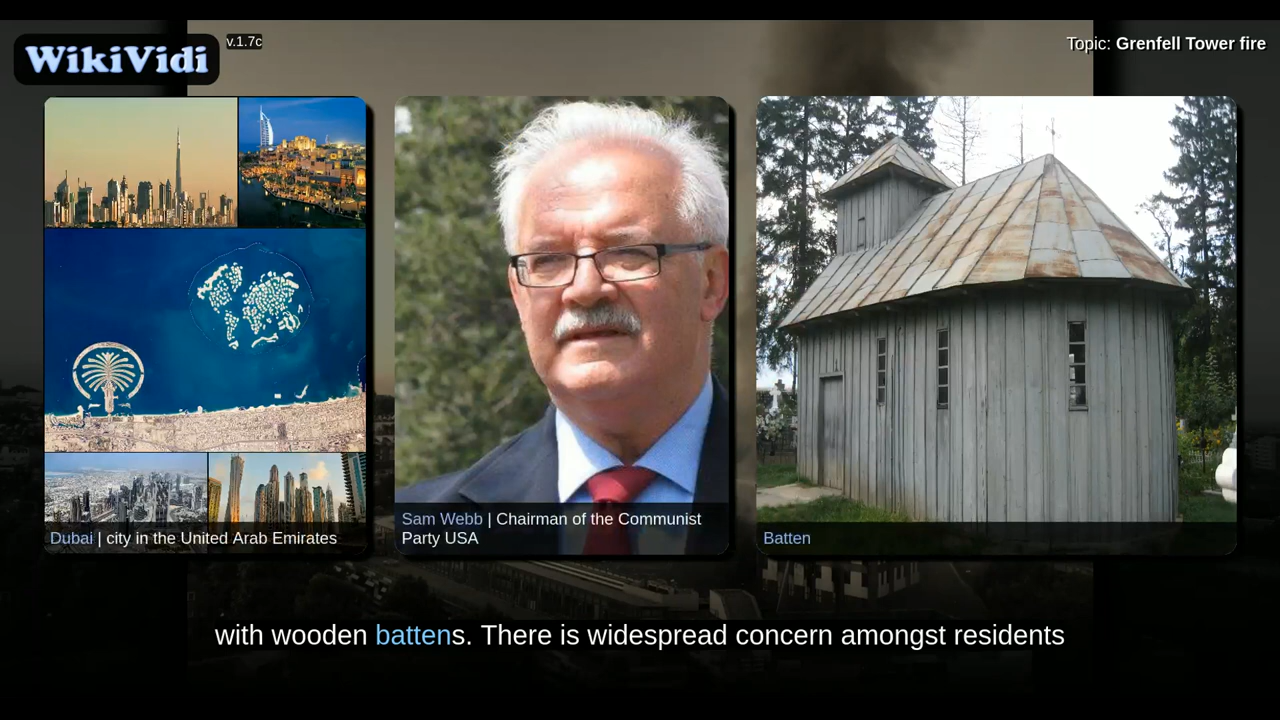 WikiVidi
v.1.7c
Topic: Grenfell Tower fire
Dubai | city in the United Arab Emirates
Sam Webb | Chairman of the Communist
Party USA
Batten
with wooden battens. There is widespread concern amongst residents